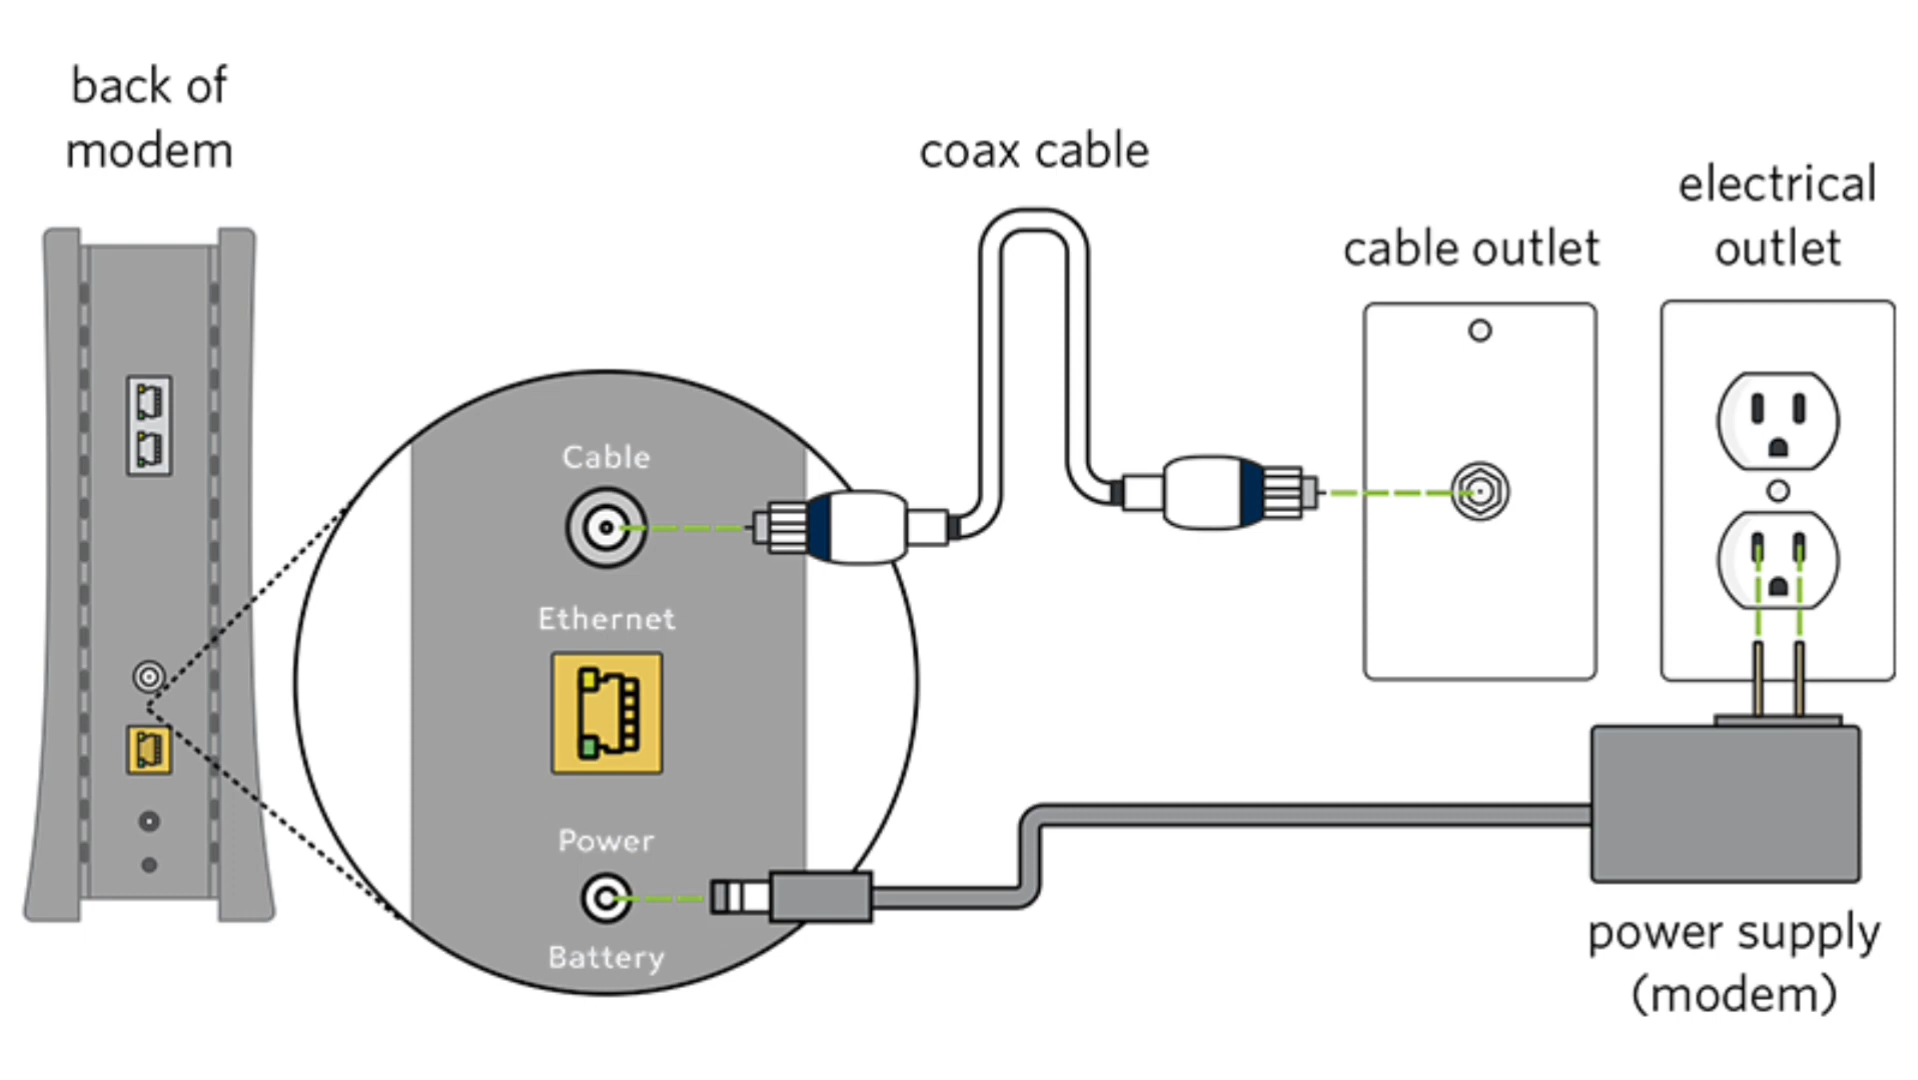 back of
modem
coax cable
cable outlet
electrical
outlet
Cable
Ethernet
Power
Battery
power supply
(modem)